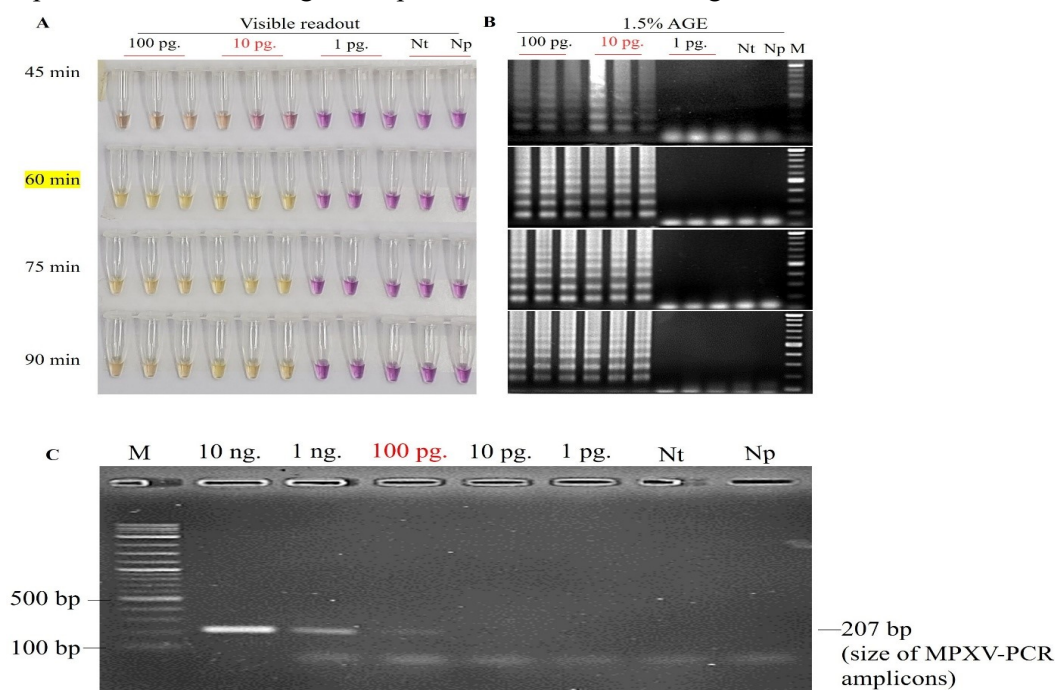 A Visible readout B 1.5% AGE
100 pg. 10 pg. 1 pg. Nt Np 100 pg. 10 pg. 1 pg. Nt Np M
45 min
60 min
75 min
90 min
C M 10 ng. 1 ng. 100 pg. 10 pg. 1 pg. Nt Np
500 bp
207 bp
100 bp
(size of MPXV-PCR
amplicons)